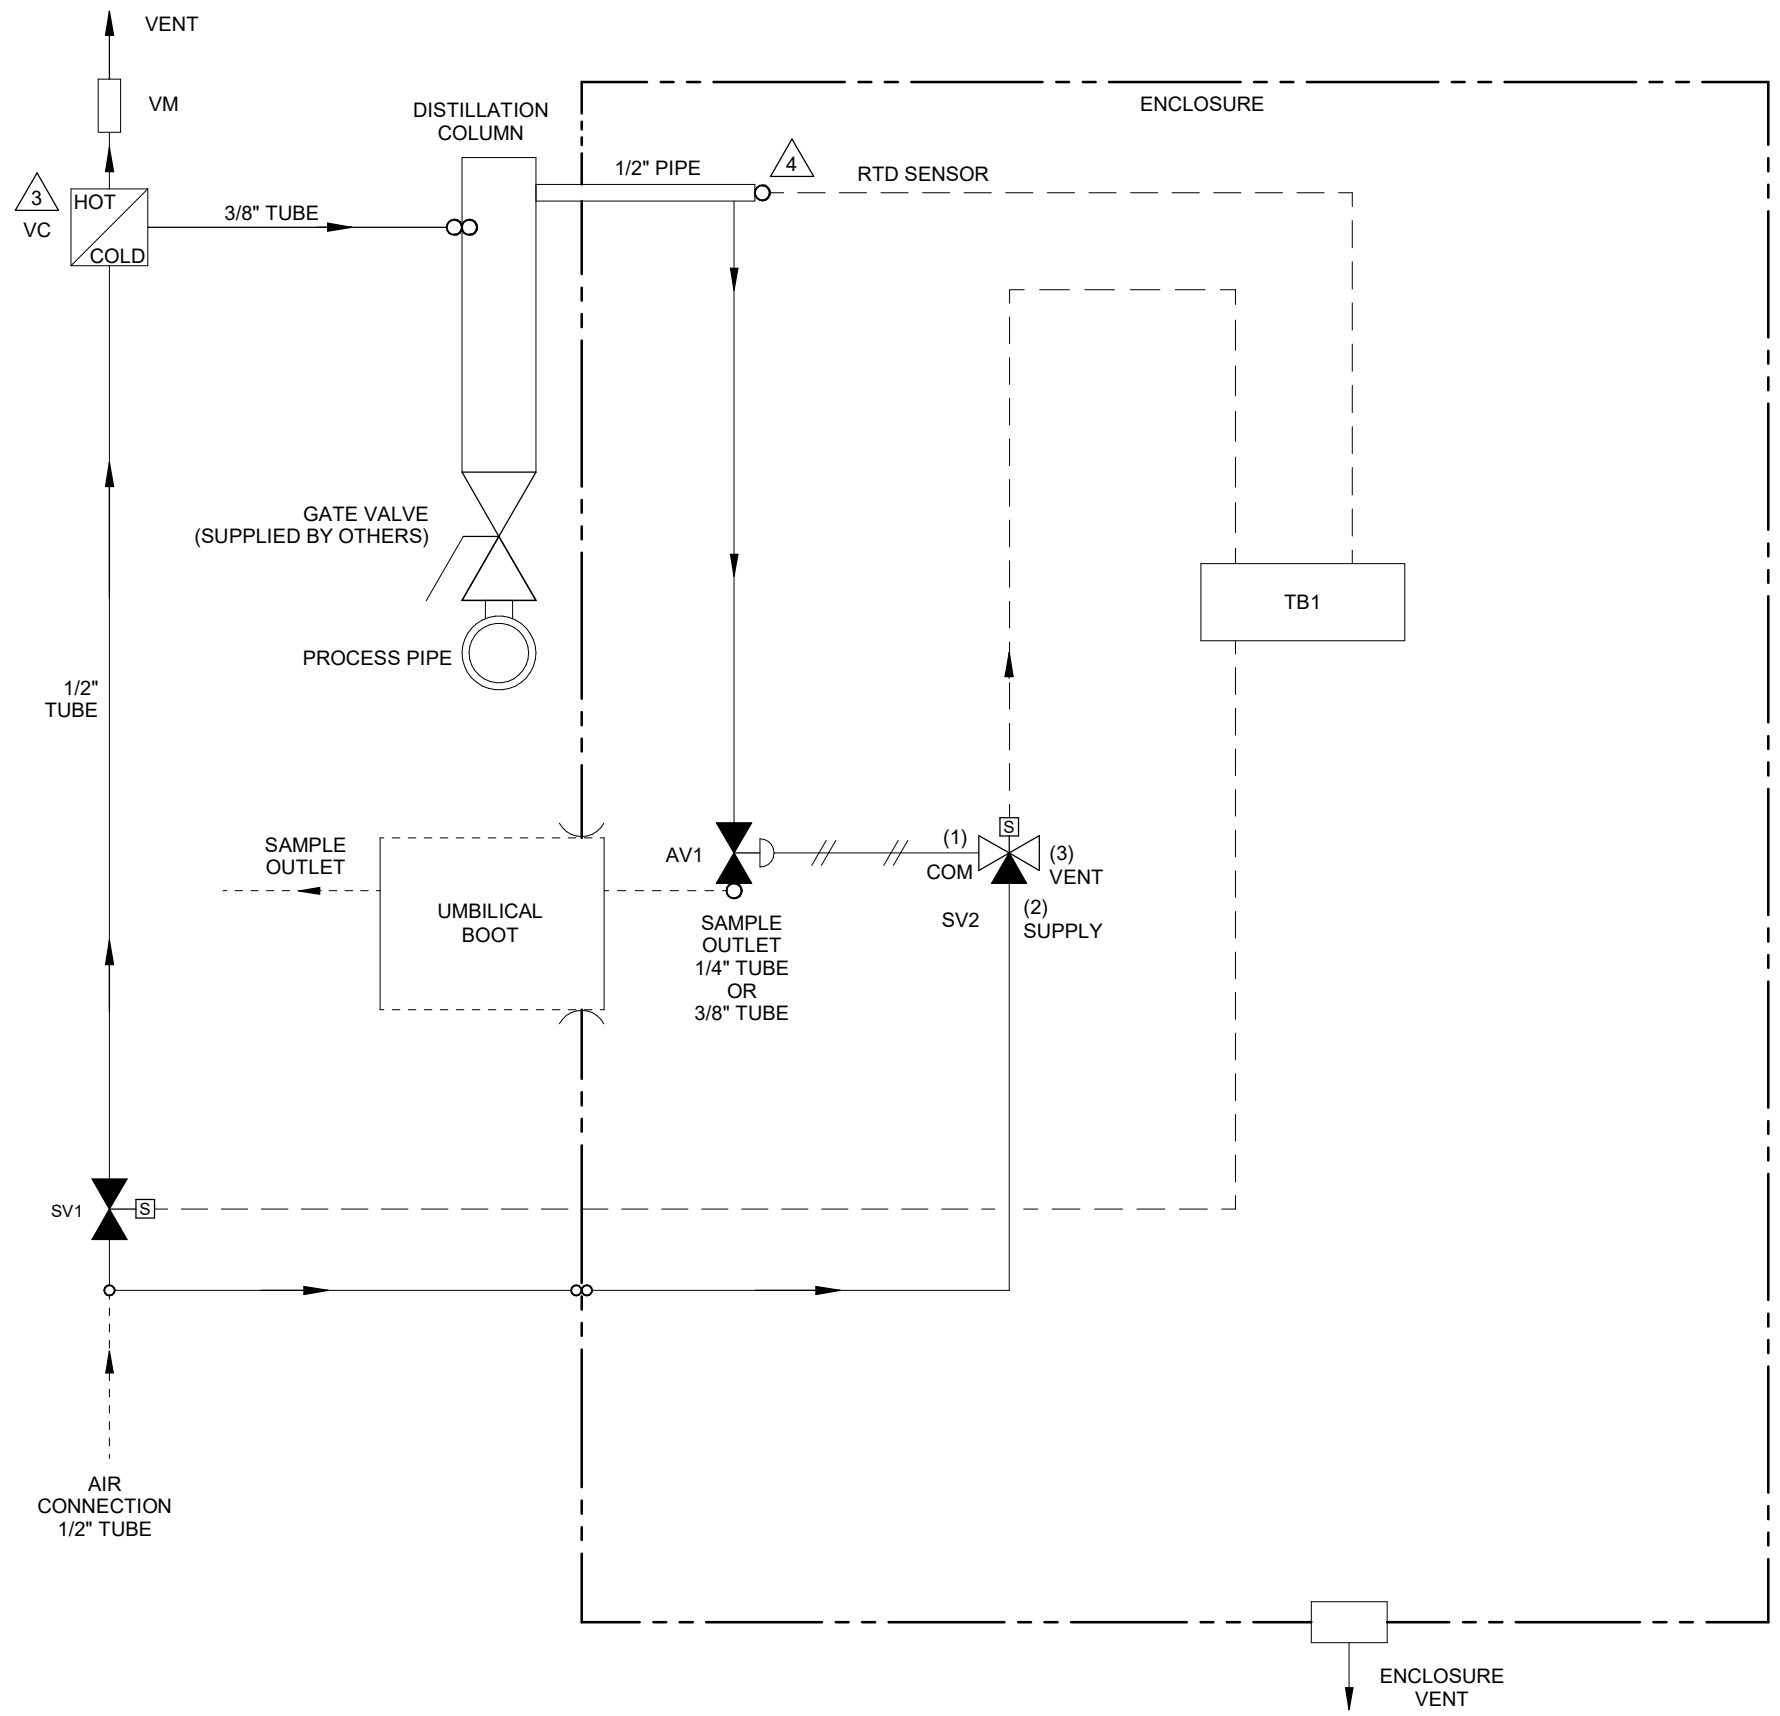 VENT
VM
DISTILLATION
COLUMN
ENCLOSURE
3
VC
HOT
COLD
3/8" TUBE
1/2" PIPE
4
RTD SENSOR
GATE VALVE
(SUPPLIED BY OTHERS)
PROCESS PIPE
TB1
1/2"
TUBE
SAMPLE
OUTLET
UMBILICAL
BOOT
AV1
SAMPLE
OUTLET
1/4" TUBE
OR
3/8" TUBE
S
(1)
COM
(3)
VENT
SV2
(2)
SUPPLY
SV1
S
AIR
CONNECTION
1/2" TUBE
ENCLOSURE
VENT